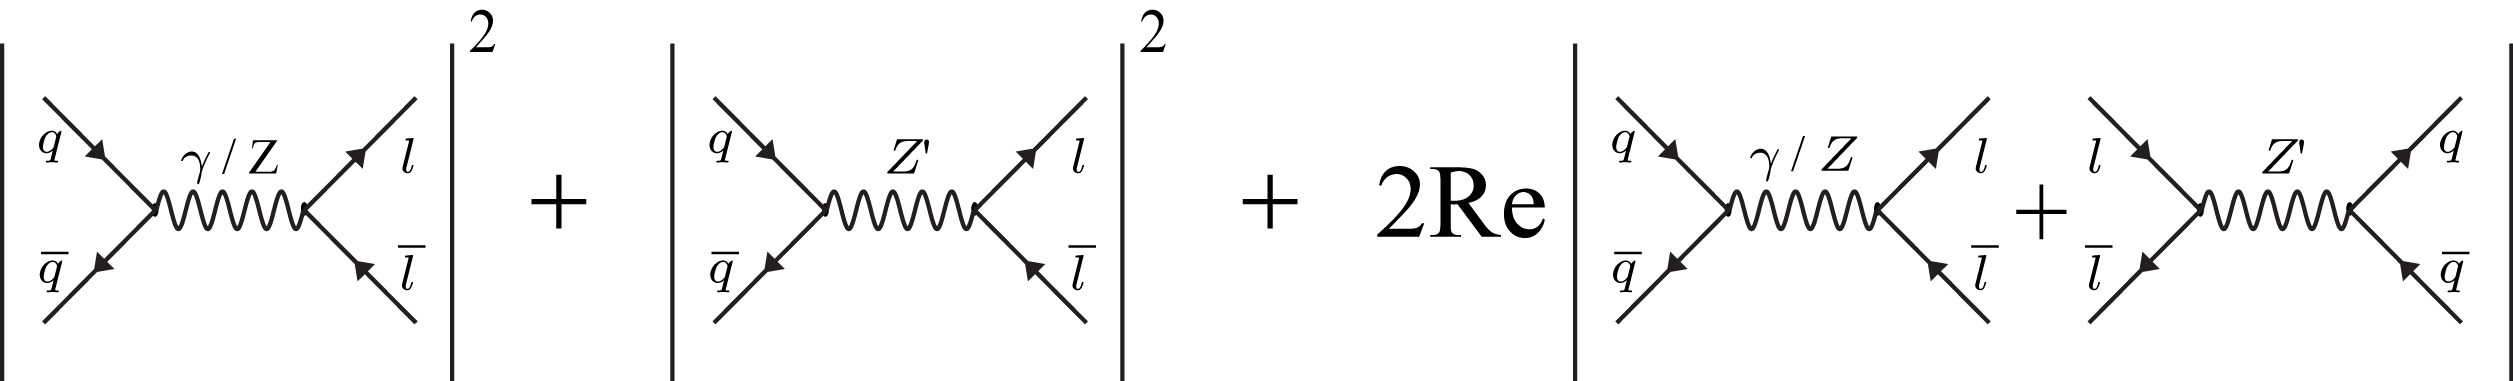 2 2
q γ/Z l q Z' l q γ/Z l l Z' q
+ + 2Re +
q̅ l̅ q̅ l̅ q̅ l̅ l̅ q̅